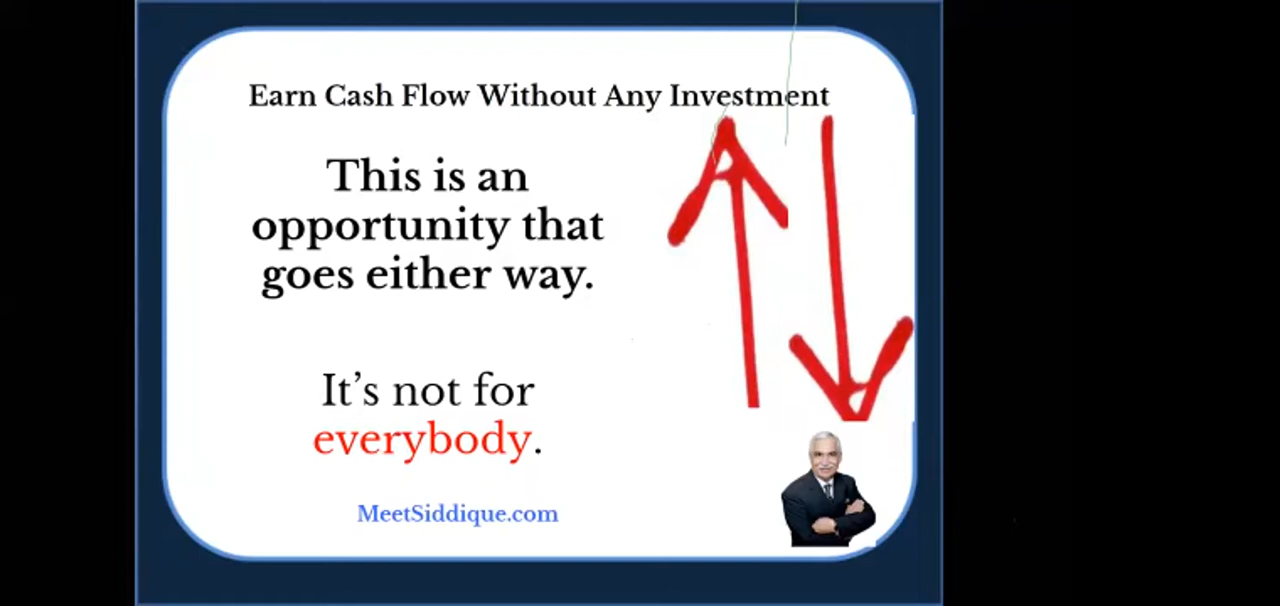 Earn Cash Flow Without Any Investment
This is an
opportunity that
goes either way.
It’s not for
everybody.
MeetSiddique.com